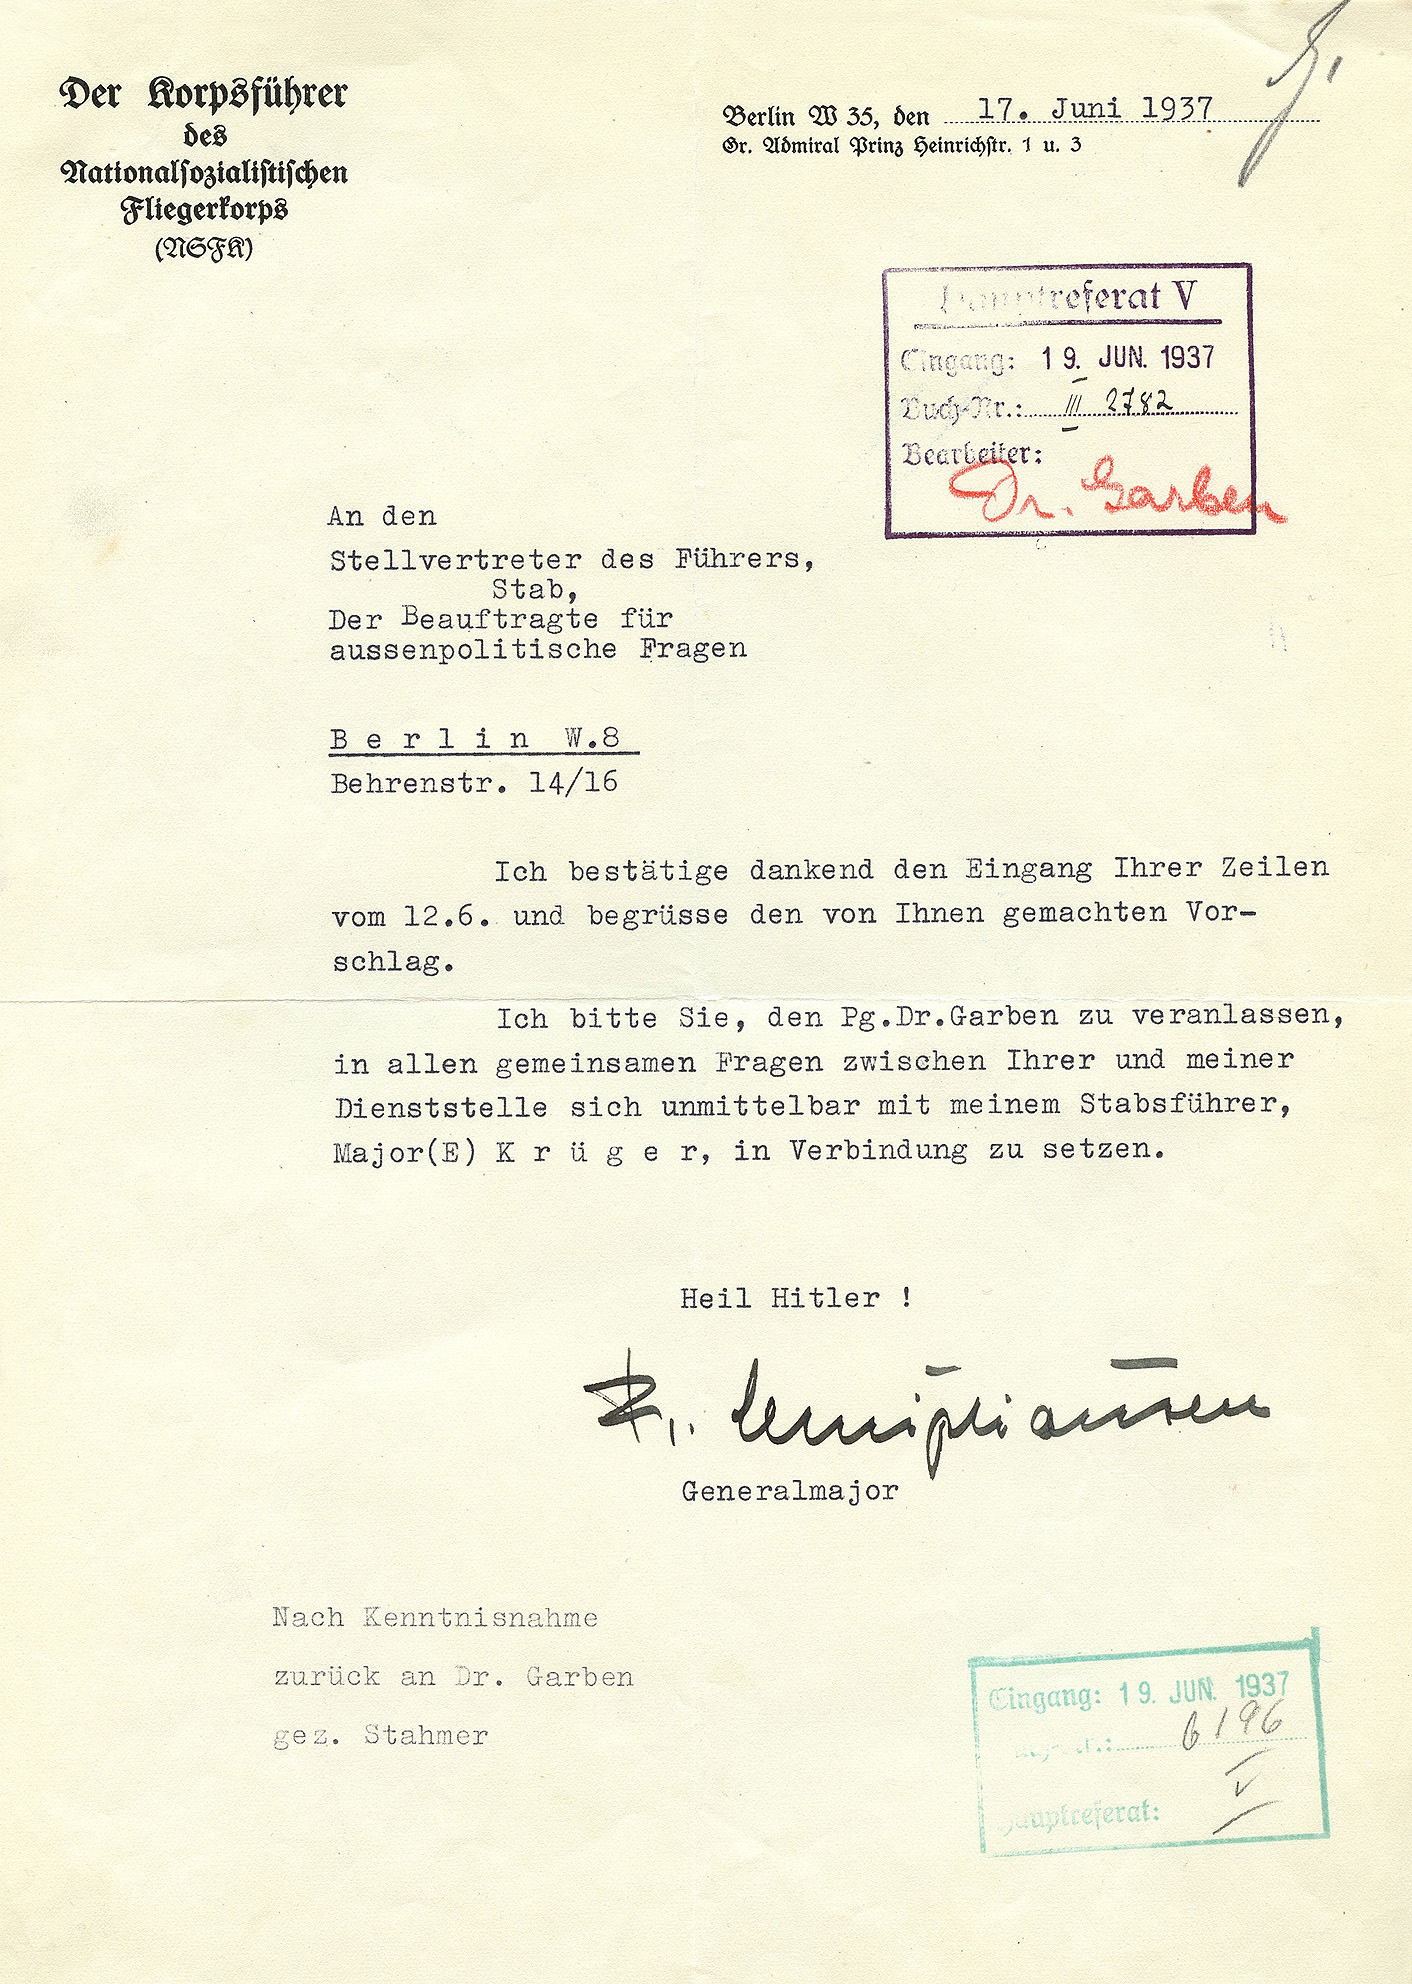 Der Korpsführer
des
Nationalsozialistischen
Fliegerkorps
(NSFK)
Berlin W 35, den 17. Juni 1937
Gr. Admiral Prinz Heinrichstr. 1 u. 3
Hauptreferat V
Eingang: 19. JUN. 1937
Buch-Nr.: III 2782
Bearbeiter:
Dr. Garben
An den
Stellvertreter des Führers,
Stab,
Der Beauftragte für
aussenpolitische Fragen
Berlin W.8
Behrenstr. 14/16
Ich bestätige dankend den Eingang Ihrer Zeilen
vom 12.6. und begrüsse den von Ihnen gemachten Vor-
schlag.
Ich bitte Sie, den Pg.Dr.Garben zu veranlassen,
in allen gemeinsamen Fragen zwischen Ihrer und meiner
Dienststelle sich unmittelbar mit meinem Stabsführer,
Major(E) Krüger, in Verbindung zu setzen.
Heil Hitler !
Generalmajor
Nach Kenntnisnahme
zurück an Dr. Garben
gez. Stahmer
Eingang: 19. JUN. 1937
6196
Hauptreferat: V